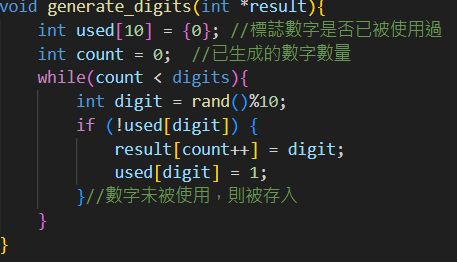 void generate_digits(int *result){
    int used[10] = {0}; //標誌數字是否已被使用過
    int count = 0;  //已生成的數字數量
    while(count < digits){
        int digit = rand()%10;
        if (!used[digit]) {
            result[count++] = digit;
            used[digit] = 1;
        }//數字未被使用，則被存入
    }
}